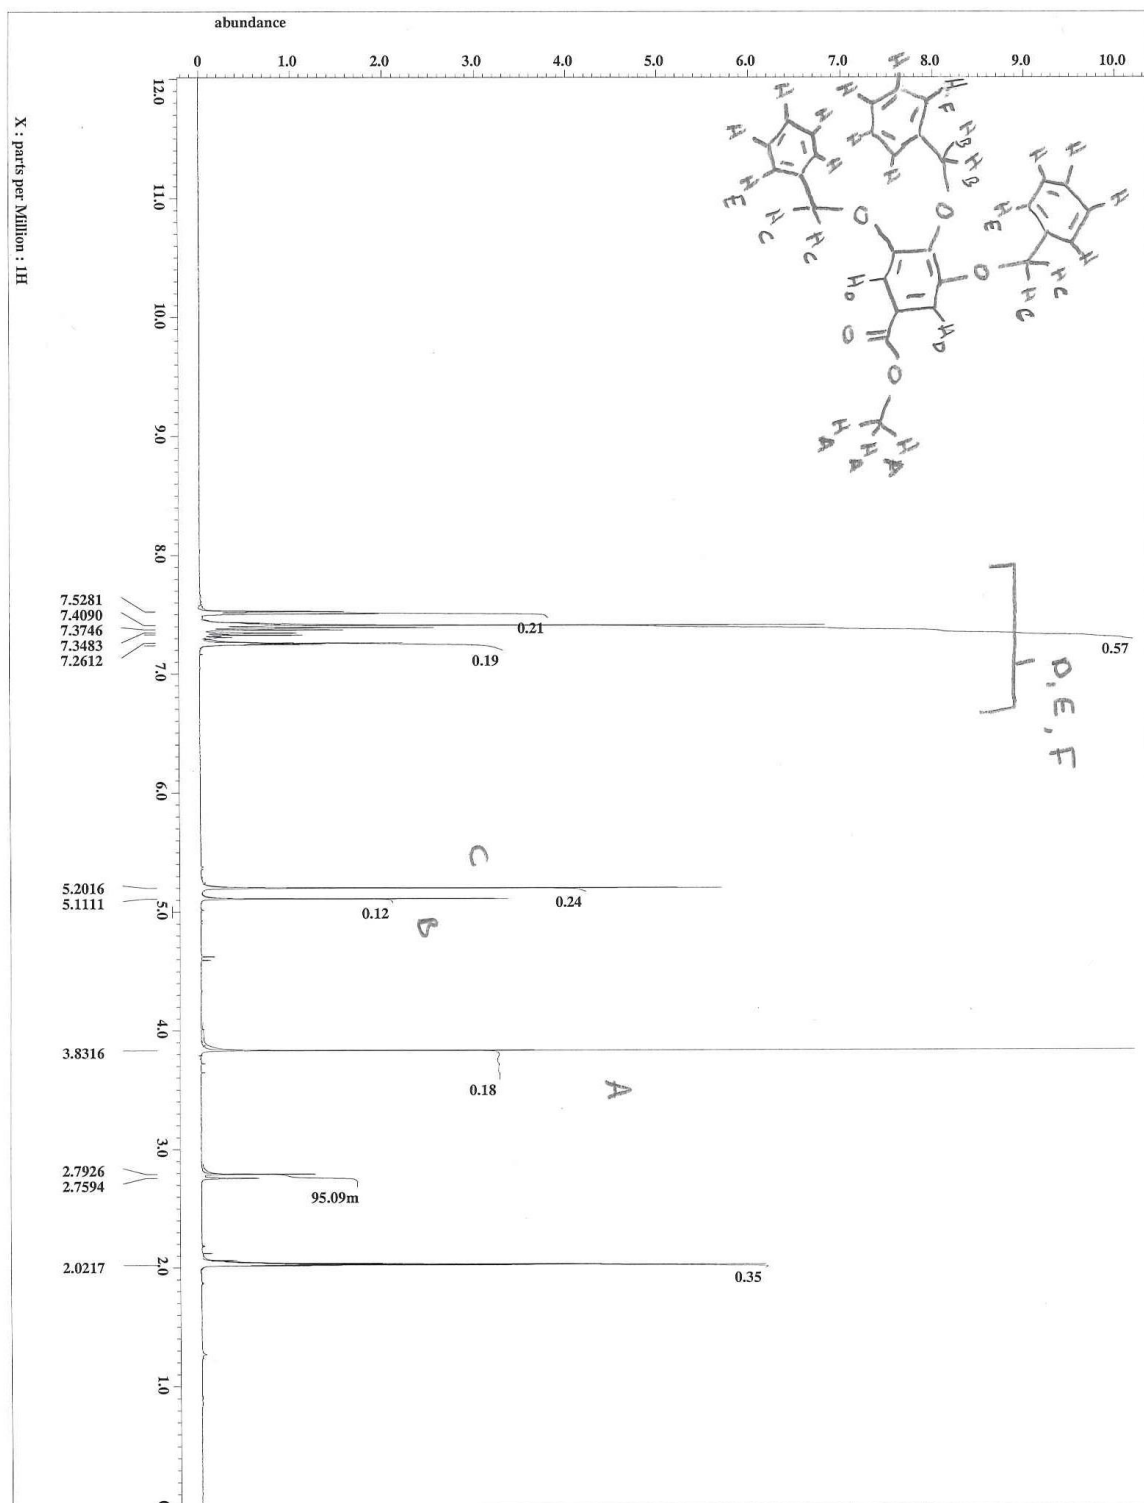 abundance
0 1.0 2.0 3.0 4.0 5.0 6.0 7.0 8.0 9.0 10.0
X : parts per Million : 1H
12.0
11.0
10.0
9.0
8.0
7.0
6.0
5.0
4.0
3.0
2.0
1.0
7.5281
7.4090
7.3746
7.3483
7.2612
5.2016
5.1111
3.8316
2.7926
2.7594
2.0217
0.21
0.57
0.19
0.24
0.12
0.18
95.09m
0.35
D, E, F
C
B
A
H
H
H
H
H
E
H
C
H
C
O
H
H
H
H
H
F
H
B
H
B
O
H
H
H
H
H
E
H
C
H
C
O
H
D
H
D
O
O
H
A
H
A
H
A